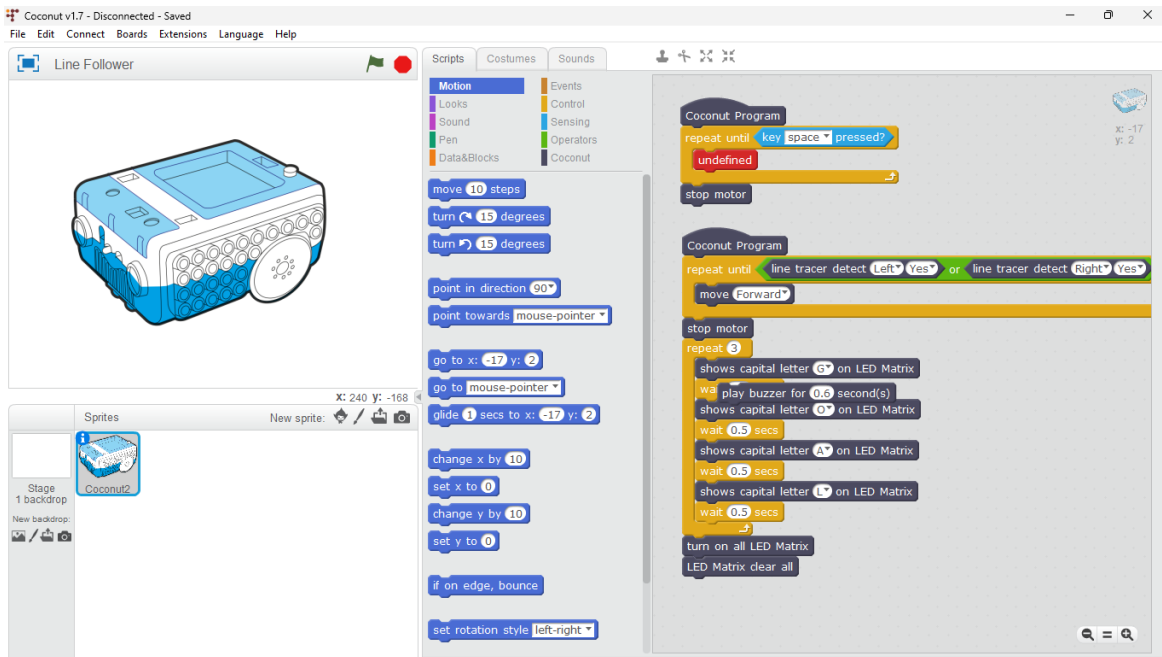 Coconut v1.7 - Disconnected - Saved
File Edit Connect Boards Extensions Language Help
Line Follower
X: 240 Y: -168
Sprites
New sprite:
Stage
1 backdrop
New backdrop:
Coconut2
Scripts Costumes Sounds
Motion Events
Looks Control
Sound Sensing
Pen Operators
Data&Blocks Coconut
move 10 steps
turn 15 degrees
turn 15 degrees
point in direction 90
point towards mouse-pointer
go to x: -17 y: 2
go to mouse-pointer
glide 1 secs to x: -17 y: 2
change x by 10
set x to 0
change y by 10
set y to 0
if on edge, bounce
set rotation style left-right
x: -17
y: 2
Coconut Program
repeat until key space pressed?
undefined
stop motor
Coconut Program
repeat until line tracer detect Left Yes or line tracer detect Right Yes
move Forward
stop motor
repeat 3
shows capital letter G on LED Matrix
wa
play buzzer for 0.6 second(s)
shows capital letter O on LED Matrix
wait 0.5 secs
shows capital letter A on LED Matrix
wait 0.5 secs
shows capital letter L on LED Matrix
wait 0.5 secs
turn on all LED Matrix
LED Matrix clear all